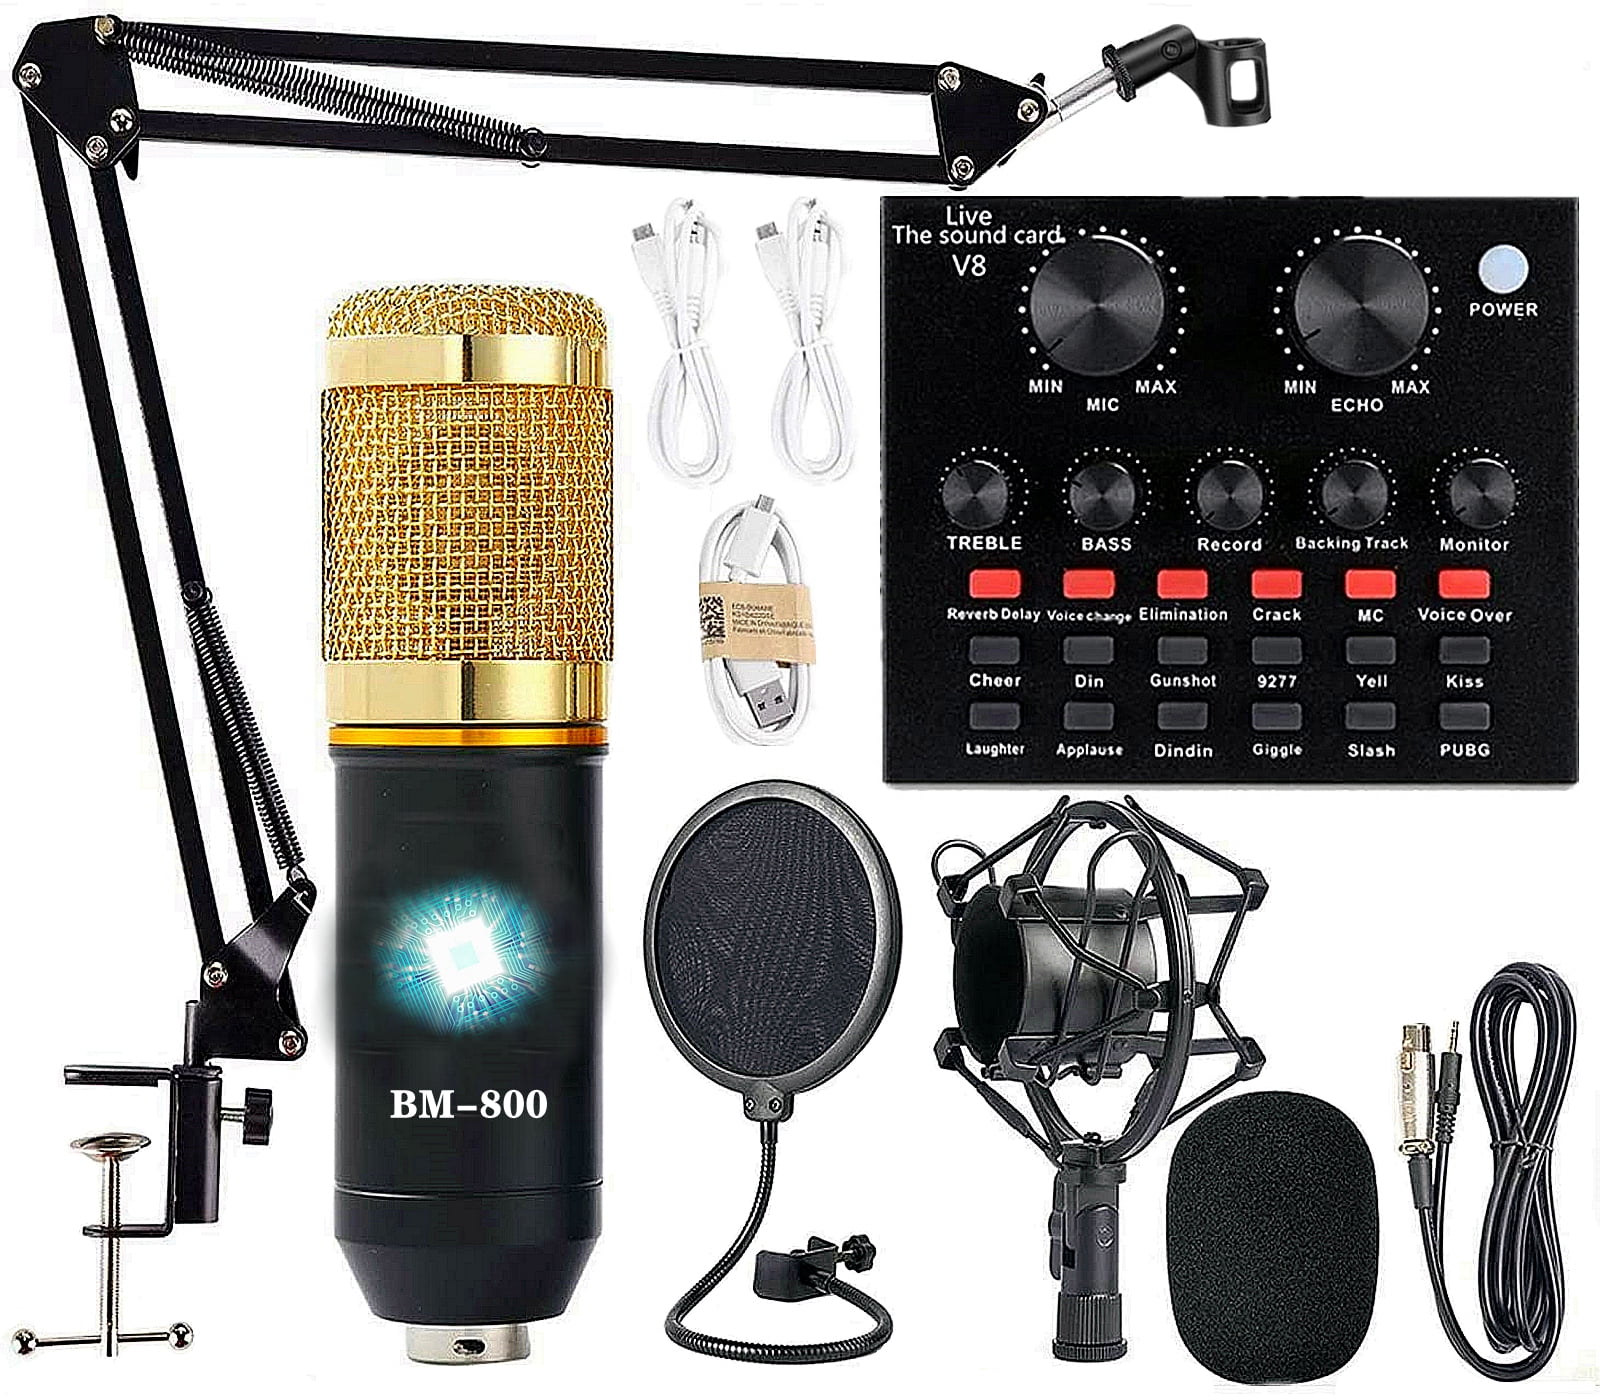 Live
The sound card
V8
POWER
MIN MAX MIN MAX
MIC ECHO
TREBLE BASS Record Backing Track Monitor
Reverb Delay Voice change Elimination Crack MC Voice Over
Cheer Din Gunshot 9277 Yell Kiss
Laughter Applause Dindin Giggle Slash PUBG
BM-800